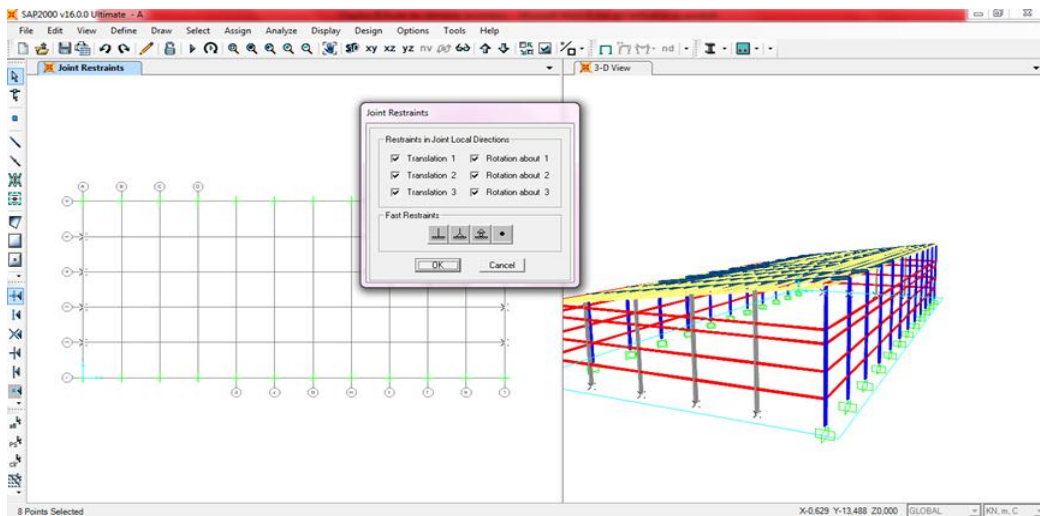 SAP2000 v16.0.0 Ultimate - A
File Edit View Define Draw Select Assign Analyze Display Design Options Tools Help
xy xz yz nv
nd
Joint Restraints
3-D View
Joint Restraints
Restraints in Joint Local Directions
Translation 1 Rotation about 1
Translation 2 Rotation about 2
Translation 3 Rotation about 3
Fast Restraints
OK Cancel
8 Points Selected
X-0,629 Y-13,488 Z0,000 GLOBAL KN, m, C